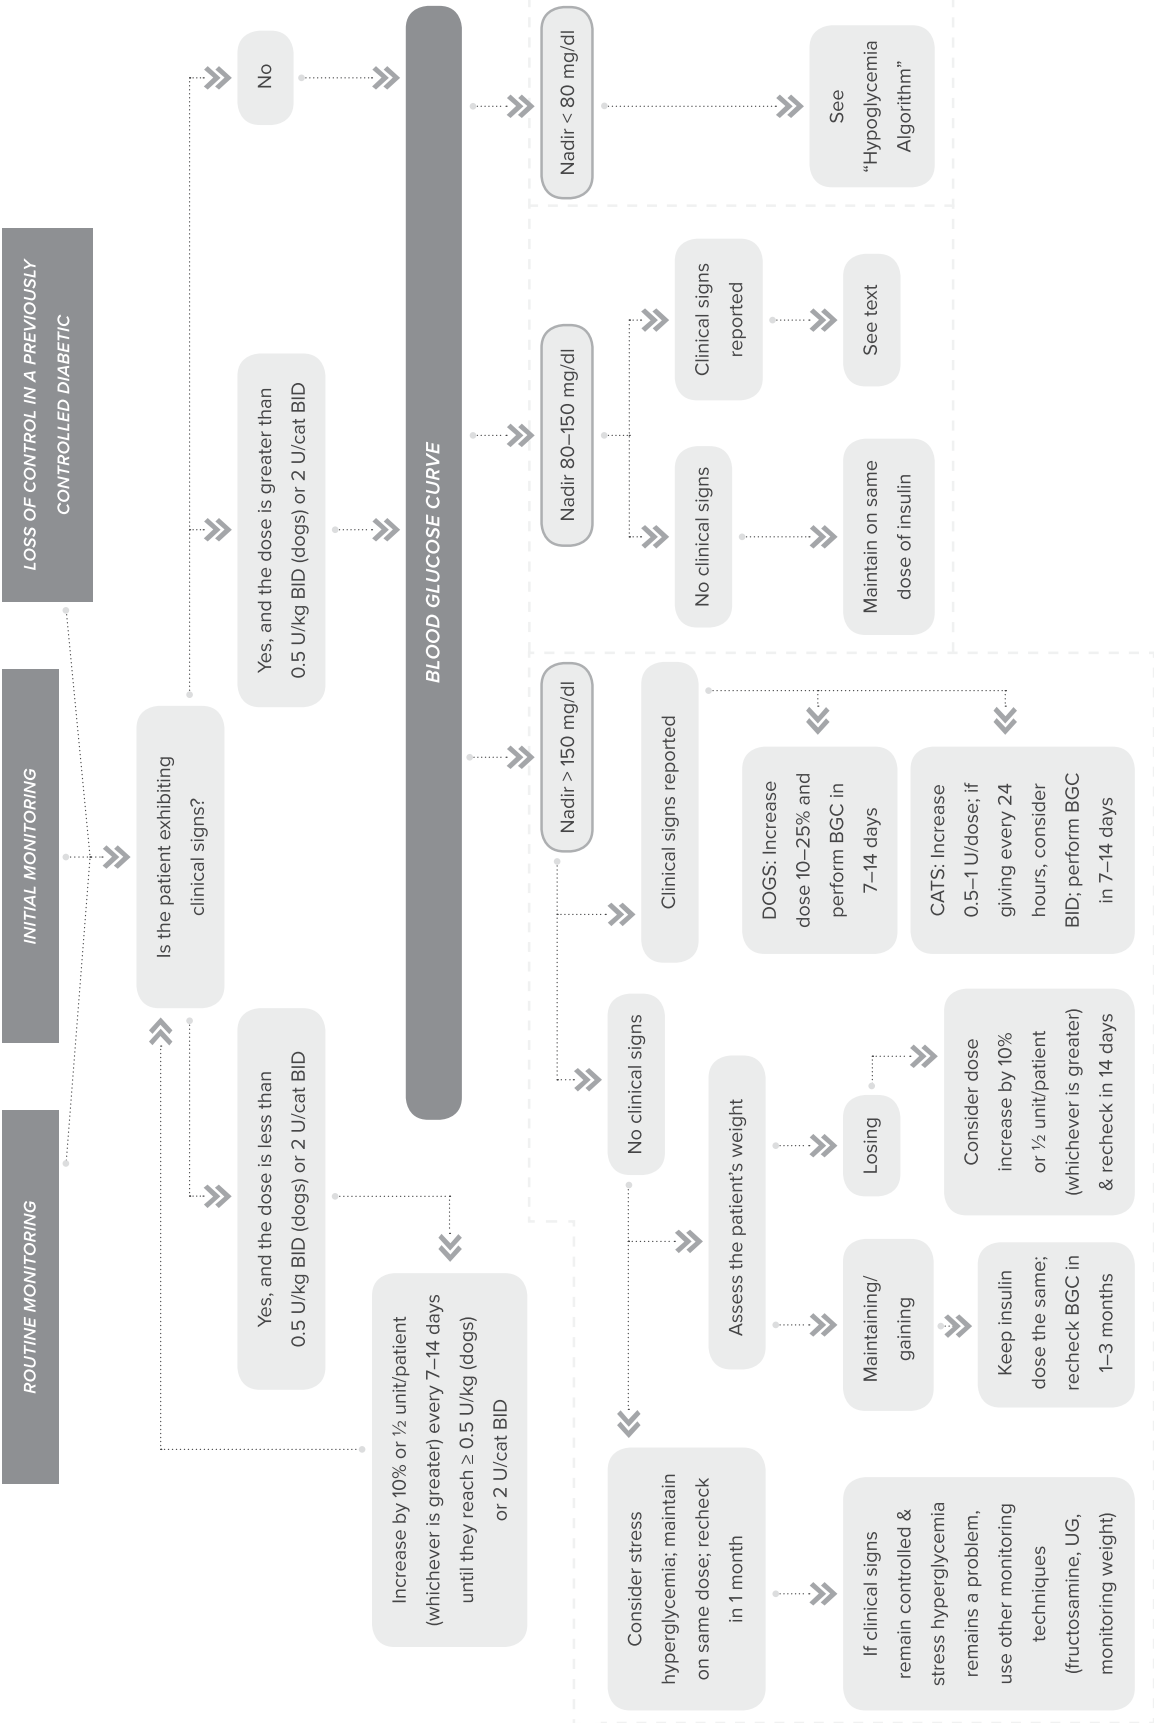 ROUTINE MONITORING
INITIAL MONITORING
LOSS OF CONTROL IN A PREVIOUSLY
CONTROLLED DIABETIC
Is the patient exhibiting
clinical signs?
Yes, and the dose is less than
0.5 U/kg BID (dogs) or 2 U/cat BID
Yes, and the dose is greater than
0.5 U/kg BID (dogs) or 2 U/cat BID
No
Increase by 10% or ½ unit/patient
(whichever is greater) every 7–14 days
until they reach ≥ 0.5 U/kg (dogs)
or 2 U/cat BID
BLOOD GLUCOSE CURVE
Nadir > 150 mg/dl
Nadir 80–150 mg/dl
Nadir < 80 mg/dl
No clinical signs
Clinical signs reported
No clinical signs
Clinical signs
reported
Consider stress
hyperglycemia; maintain
on same dose; recheck
in 1 month
Assess the patient's weight
DOGS: Increase
dose 10–25% and
perform BGC in
7–14 days
CATS: Increase
0.5–1 U/dose; if
giving every 24
hours, consider
BID; perform BGC
in 7–14 days
Maintain on same
dose of insulin
See text
See
“Hypoglycemia
Algorithm”
Maintaining/
gaining
Losing
If clinical signs
remain controlled &
stress hyperglycemia
remains a problem,
use other monitoring
techniques
(fructosamine, UG,
monitoring weight)
Keep insulin
dose the same;
recheck BGC in
1–3 months
Consider dose
increase by 10%
or ½ unit/patient
(whichever is greater)
& recheck in 14 days